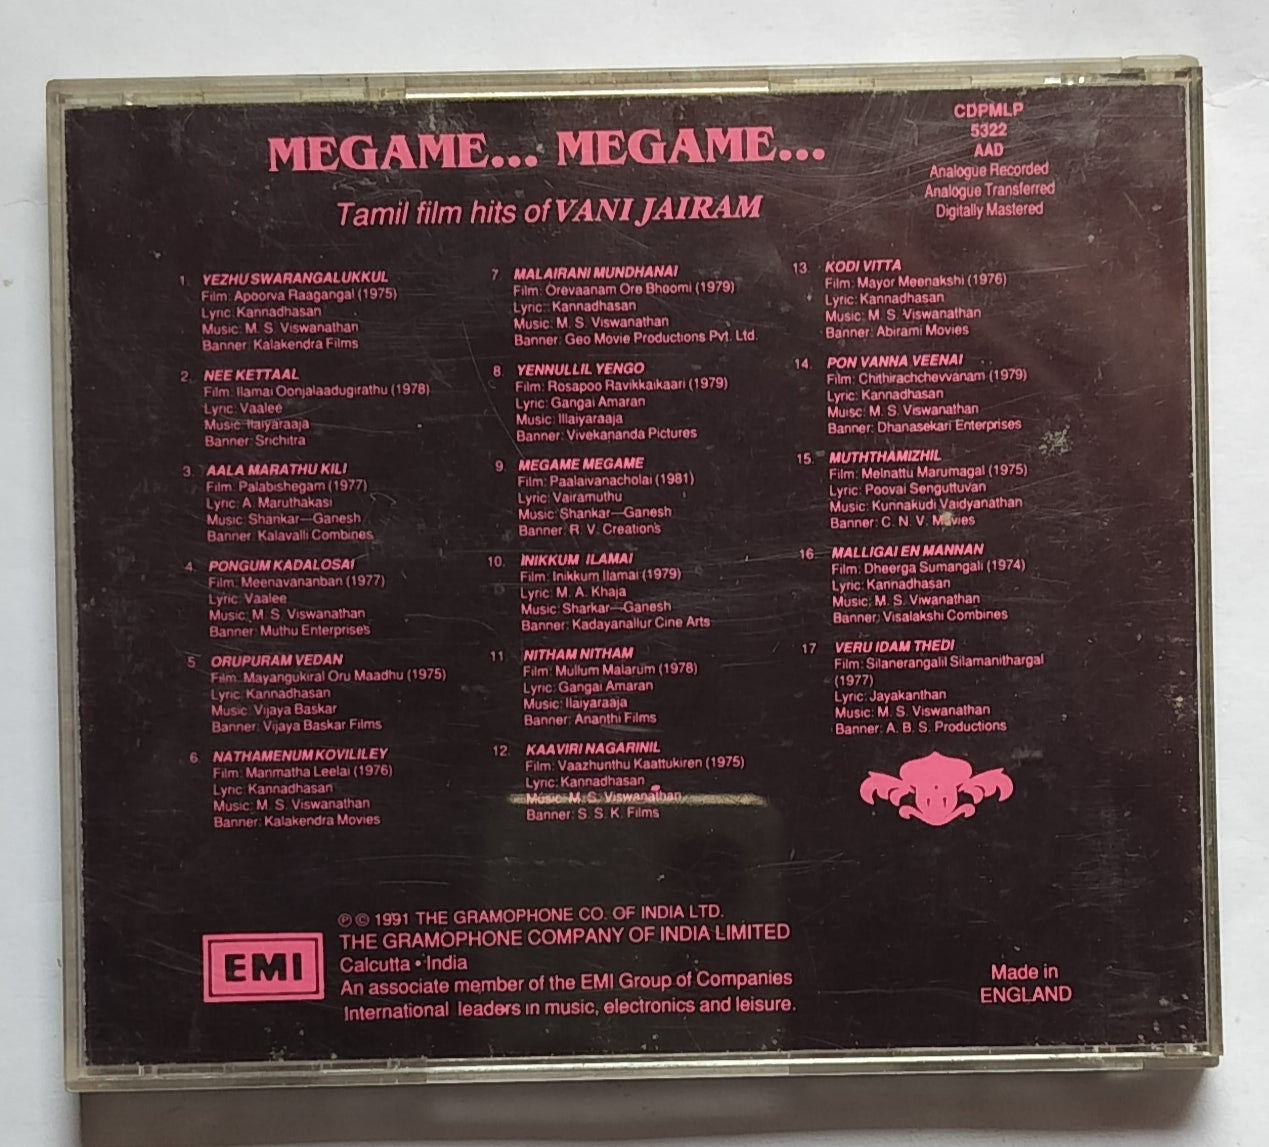 MEGAME... MEGAME...
Tamil film hits of VANI JAIRAM
CDPMLP
5322
AAD
Analogue Recorded
Analogue Transferred
Digitally Mastered
1. YEZHU SWARANGALUKKUL
Film: Apoorva Raagangal (1975)
Lyric: Kannadhasan
Music: M. S. Viswanathan
Banner: Kalakendra Films
2. NEE KETTAAL
Film: Ilamai Oonjalaadugirathu (1978)
Lyric: Vaalee
Music: Ilaiyaraaja
Banner: Srichitra
3. AALA MARATHU KILI
Film: Palabishegam (1977)
Lyric: A. Maruthakasi
Music: Shankar—Ganesh
Banner: Kalavalli Combines
4. PONGUM KADALOSAI
Film: Meenavananban (1977)
Lyric: Vaalee
Music: M. S. Viswanathan
Banner: Muthu Enterprises
5. ORUPURAM VEDAN
Film: Mayangukiral Oru Maadhu (1975)
Lyric: Kannadhasan
Music: Vijaya Baskar
Banner: Vijaya Baskar Films
6. NATHAMENUM KOVILILEY
Film: Manmatha Leelai (1976)
Lyric: Kannadhasan
Music: M. S. Viswanathan
Banner: Kalakendra Movies
7. MALAIRANI MUNDHANAI
Film: Orevaanam Ore Bhoomi (1979)
Lyric: Kannadhasan
Music: M. S. Viswanathan
Banner: Geo Movie Productions Pvt. Ltd.
8. YENNULLIL YENGO
Film: Rosapoo Ravikkaikaari (1979)
Lyric: Gangai Amaran
Music: Illaiyaraaja
Banner: Vivekananda Pictures
9. MEGAME MEGAME
Film: Paalaivanacholai (1981)
Lyric: Vairamuthu
Music: Shankar—Ganesh
Banner: R. V. Creations
10. INIKKUM ILAMAI
Film: Inikkum Ilamai (1979)
Lyric: M. A. Khaja
Music: Sharkar—Ganesh
Banner: Kadayanallur Cine Arts
11. NITHAM NITHAM
Film: Mullum Malarum (1978)
Lyric: Gangai Amaran
Music: Ilaiyaraaja
Banner: Ananthi Films
12. KAAVIRI NAGARINIL
Film: Vaazhunthu Kaattukiren (1975)
Lyric: Kannadhasan
Music: M. S. Viswanathan
Banner: S. S. K. Films
13. KODI VITTA
Film: Mayor Meenakshi (1976)
Lyric: Kannadhasan
Music: M. S. Viswanathan
Banner: Abirami Movies
14. PON VANNA VEENAI
Film: Chithirachchevvanam (1979)
Lyric: Kannadhasan
Muisc: M. S. Viswanathan
Banner: Dhanasekari Enterprises
15. MUTHTHAMIZHIL
Film: Melnattu Marumagal (1975)
Lyric: Poovai Senguttuvan
Music: Kunnakudi Vaidyanathan
Banner: C. N. V. Movies
16. MALLIGAI EN MANNAN
Film: Dheerga Sumangali (1974)
Lyric: Kannadhasan
Music: M. S. Viwanathan
Banner: Visalakshi Combines
17 VERU IDAM THEDI
Film: Silanerangalil Silamanithargal
(1977)
Lyric: Jayakanthan
Music: M. S. Viswanathan
Banner: A. B. S. Productions
EMI
℗ © 1991 THE GRAMOPHONE CO. OF INDIA LTD.
THE GRAMOPHONE COMPANY OF INDIA LIMITED
Calcutta • India
An associate member of the EMI Group of Companies
International leaders in music, electronics and leisure.
Made in
ENGLAND